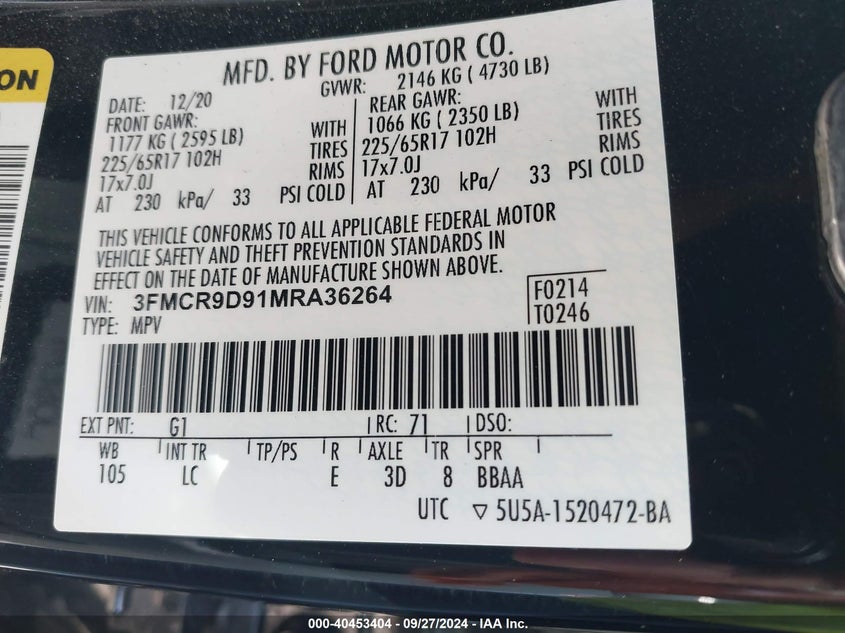 ON
MFD. BY FORD MOTOR CO.
DATE: 12/20 GVWR: 2146 KG ( 4730 LB)
FRONT GAWR: REAR GAWR:
1177 KG ( 2595 LB) WITH 1066 KG ( 2350 LB) WITH
225/65R17 102H TIRES 225/65R17 102H TIRES
17x7.0J RIMS 17x7.0J RIMS
AT 230 kPa/ 33 PSI COLD AT 230 kPa/ 33 PSI COLD
THIS VEHICLE CONFORMS TO ALL APPLICABLE FEDERAL MOTOR
VEHICLE SAFETY AND THEFT PREVENTION STANDARDS IN
EFFECT ON THE DATE OF MANUFACTURE SHOWN ABOVE.
VIN: 3FMCR9D91MRA36264 F0214
TYPE: MPV T0246
EXT PNT: G1 RC: 71 DSO:
WB INT TR TP/PS R AXLE TR SPR
105 LC E 3D 8 BBAA
UTC ▽ 5U5A-1520472-BA
000-40453404 - 09/27/2024 - IAA Inc.